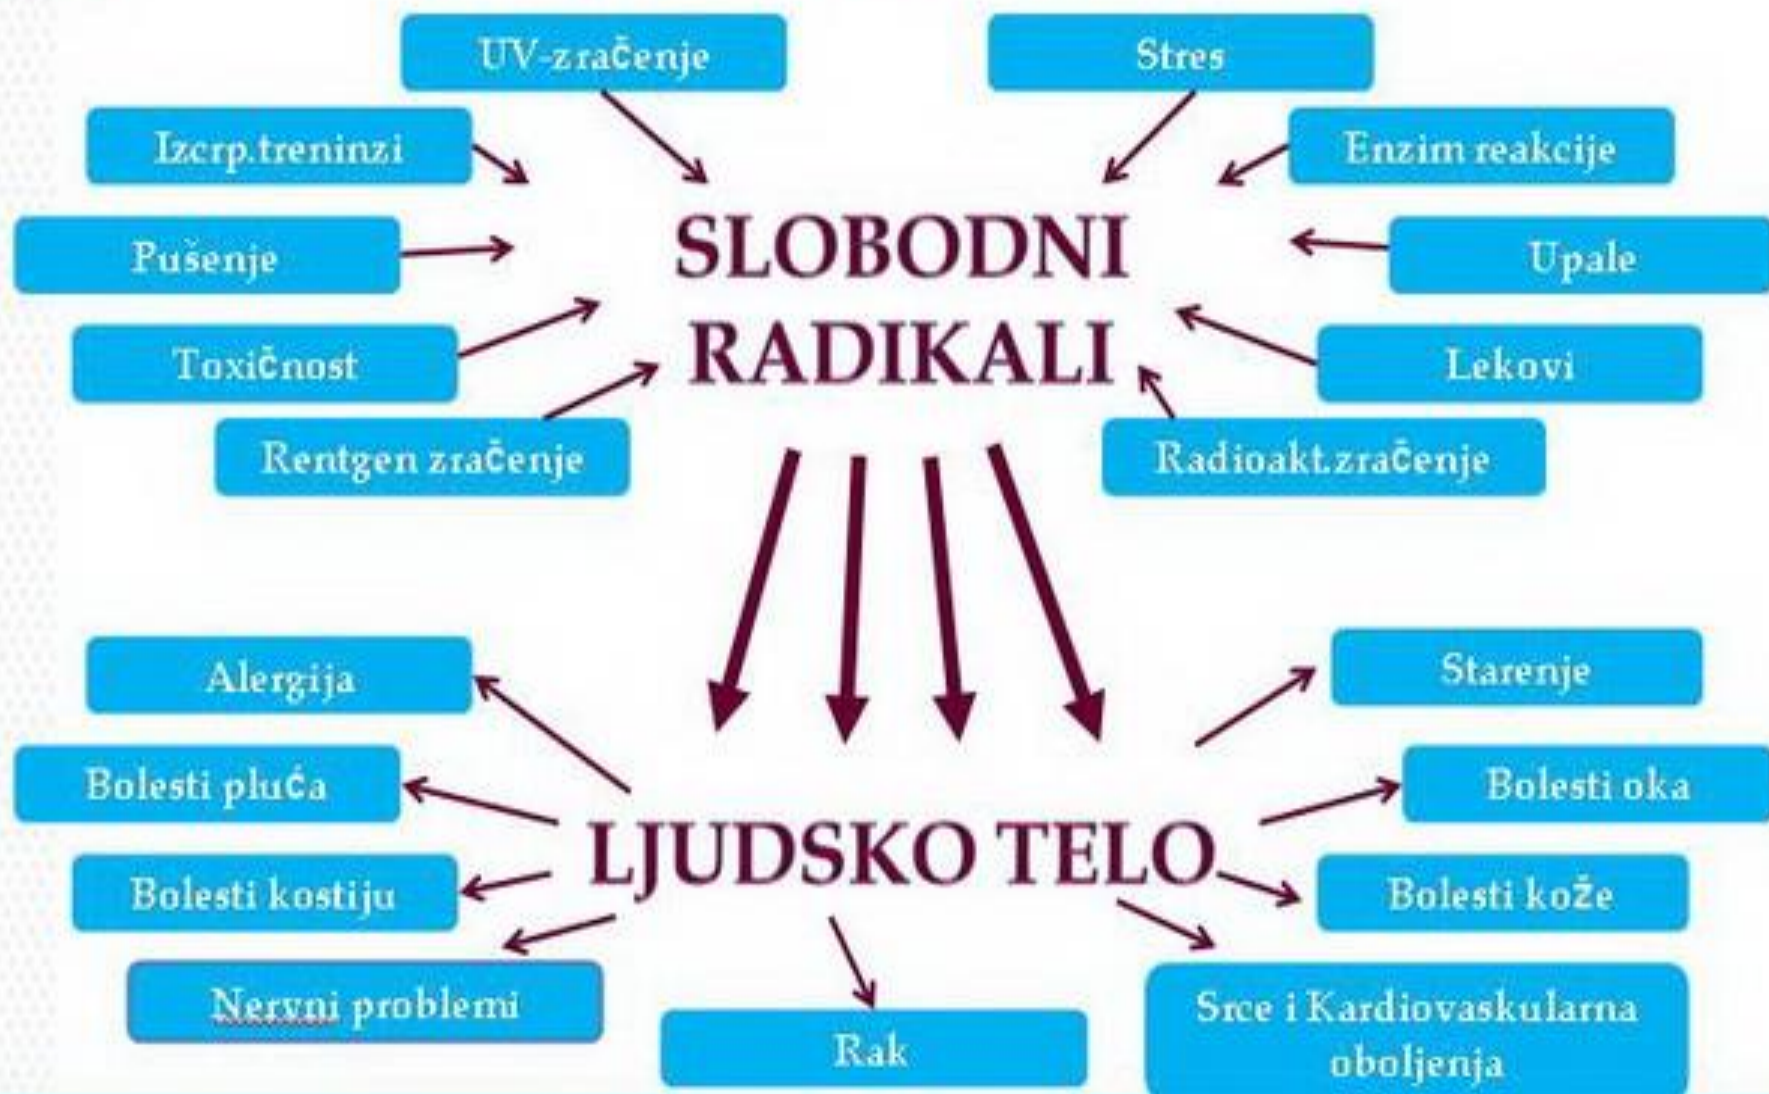 UV-zračenje
Stres
Izcrp.treninzi
Enzim reakcije
Pušenje
SLOBODNI
RADIKALI
Upale
Toxičnost
Lekovi
Rentgen zračenje
Radioakt.zračenje
Alergija
Starenje
Bolesti pluća
Bolesti oka
LJUDSKO TELO
Bolesti kostiju
Bolesti kože
Nervni problemi
Rak
Srce i Kardiovaskularna
oboljenja